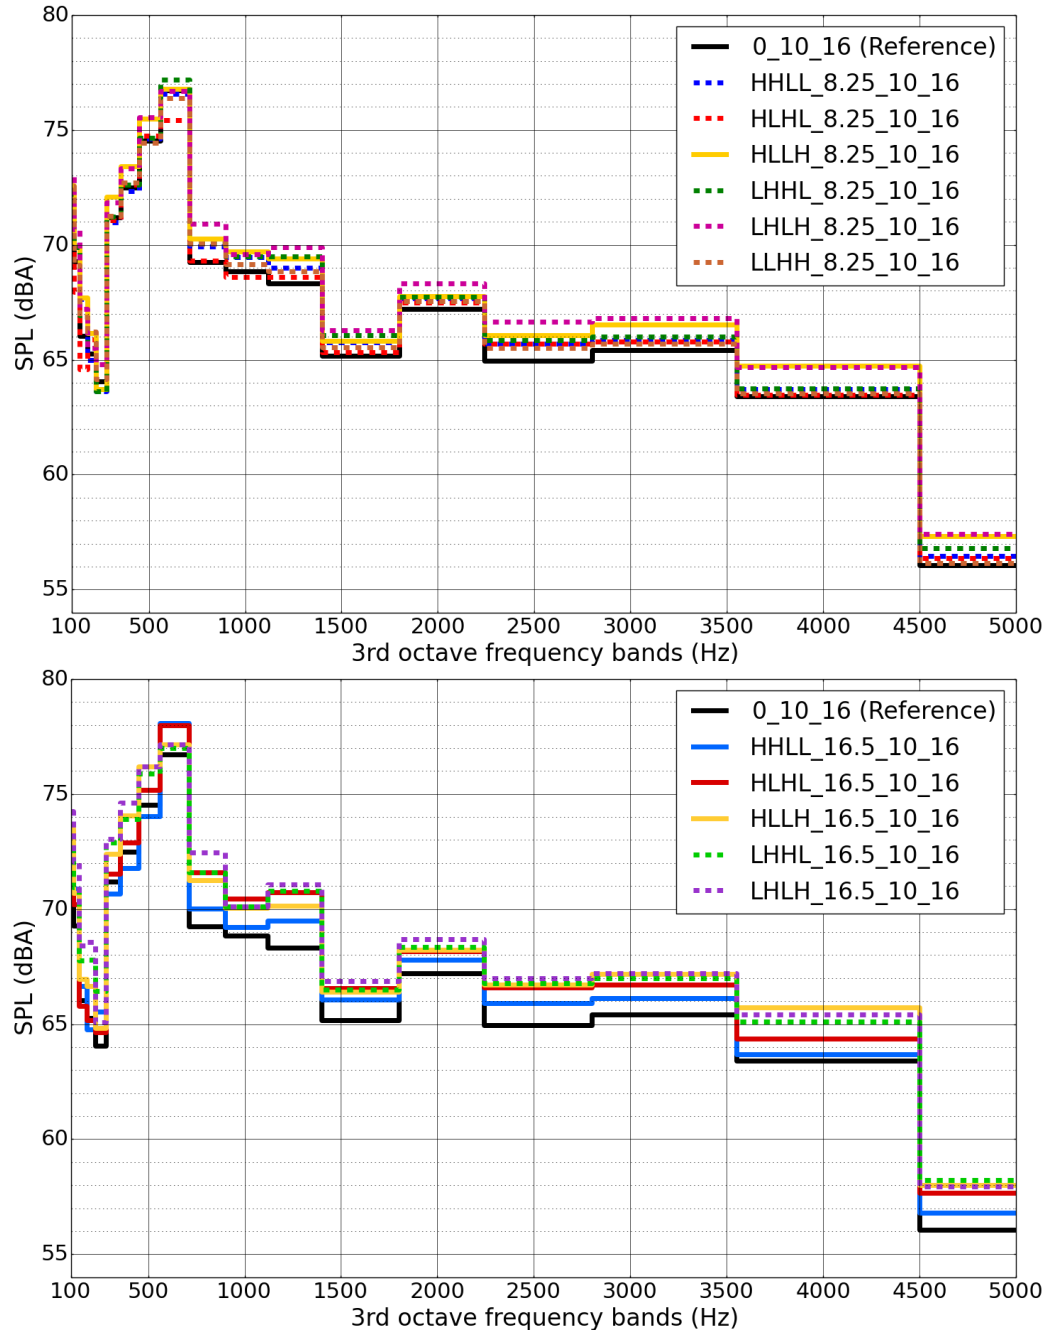 80
75
70
65
60
55
SPL (dBA)
0_10_16 (Reference)
HHLL_8.25_10_16
HLHL_8.25_10_16
HLLH_8.25_10_16
LHHL_8.25_10_16
LHLH_8.25_10_16
LLHH_8.25_10_16
100 500 1000 1500 2000 2500 3000 3500 4000 4500 5000
3rd octave frequency bands (Hz)
80
75
70
65
60
55
SPL (dBA)
0_10_16 (Reference)
HHLL_16.5_10_16
HLHL_16.5_10_16
HLLH_16.5_10_16
LHHL_16.5_10_16
LHLH_16.5_10_16
100 500 1000 1500 2000 2500 3000 3500 4000 4500 5000
3rd octave frequency bands (Hz)